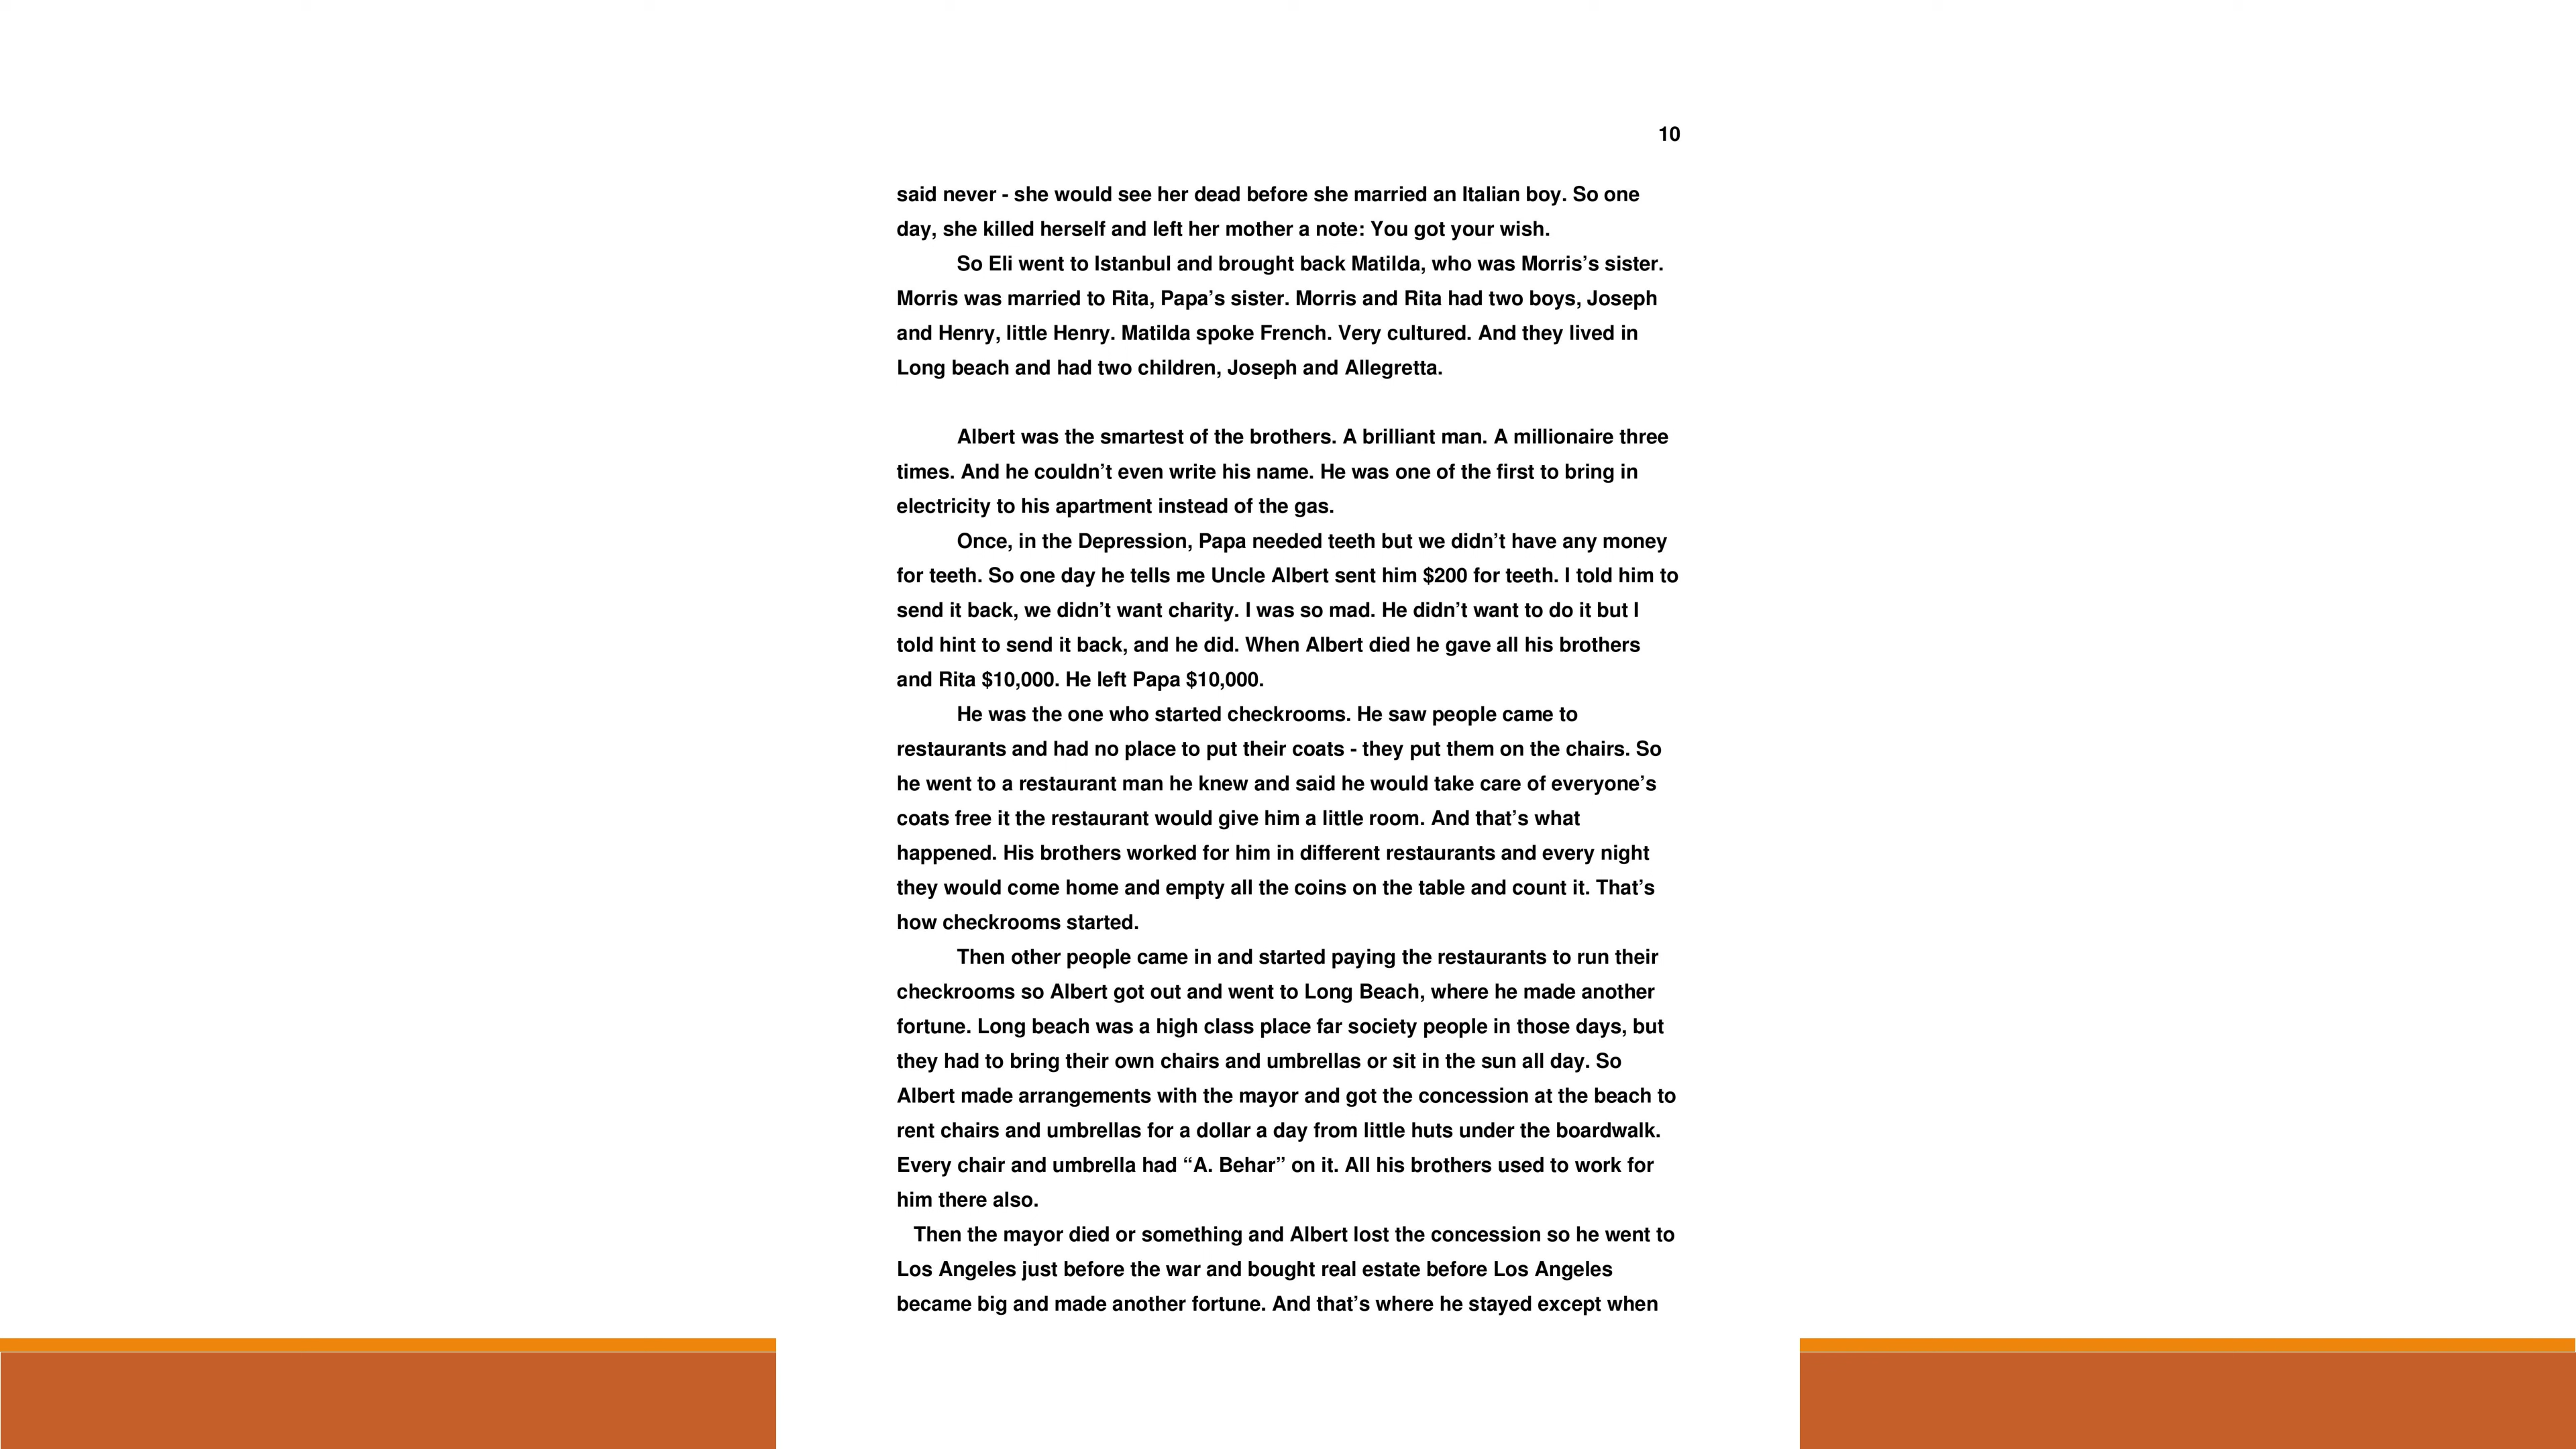 10
said never - she would see her dead before she married an Italian boy. So one
day, she killed herself and left her mother a note: You got your wish.
So Eli went to Istanbul and brought back Matilda, who was Morris’s sister.
Morris was married to Rita, Papa’s sister. Morris and Rita had two boys, Joseph
and Henry, little Henry. Matilda spoke French. Very cultured. And they lived in
Long beach and had two children, Joseph and Allegretta.
Albert was the smartest of the brothers. A brilliant man. A millionaire three
times. And he couldn’t even write his name. He was one of the first to bring in
electricity to his apartment instead of the gas.
Once, in the Depression, Papa needed teeth but we didn’t have any money
for teeth. So one day he tells me Uncle Albert sent him $200 for teeth. I told him to
send it back, we didn’t want charity. I was so mad. He didn’t want to do it but I
told hint to send it back, and he did. When Albert died he gave all his brothers
and Rita $10,000. He left Papa $10,000.
He was the one who started checkrooms. He saw people came to
restaurants and had no place to put their coats - they put them on the chairs. So
he went to a restaurant man he knew and said he would take care of everyone’s
coats free it the restaurant would give him a little room. And that’s what
happened. His brothers worked for him in different restaurants and every night
they would come home and empty all the coins on the table and count it. That’s
how checkrooms started.
Then other people came in and started paying the restaurants to run their
checkrooms so Albert got out and went to Long Beach, where he made another
fortune. Long beach was a high class place far society people in those days, but
they had to bring their own chairs and umbrellas or sit in the sun all day. So
Albert made arrangements with the mayor and got the concession at the beach to
rent chairs and umbrellas for a dollar a day from little huts under the boardwalk.
Every chair and umbrella had “A. Behar” on it. All his brothers used to work for
him there also.
Then the mayor died or something and Albert lost the concession so he went to
Los Angeles just before the war and bought real estate before Los Angeles
became big and made another fortune. And that’s where he stayed except when